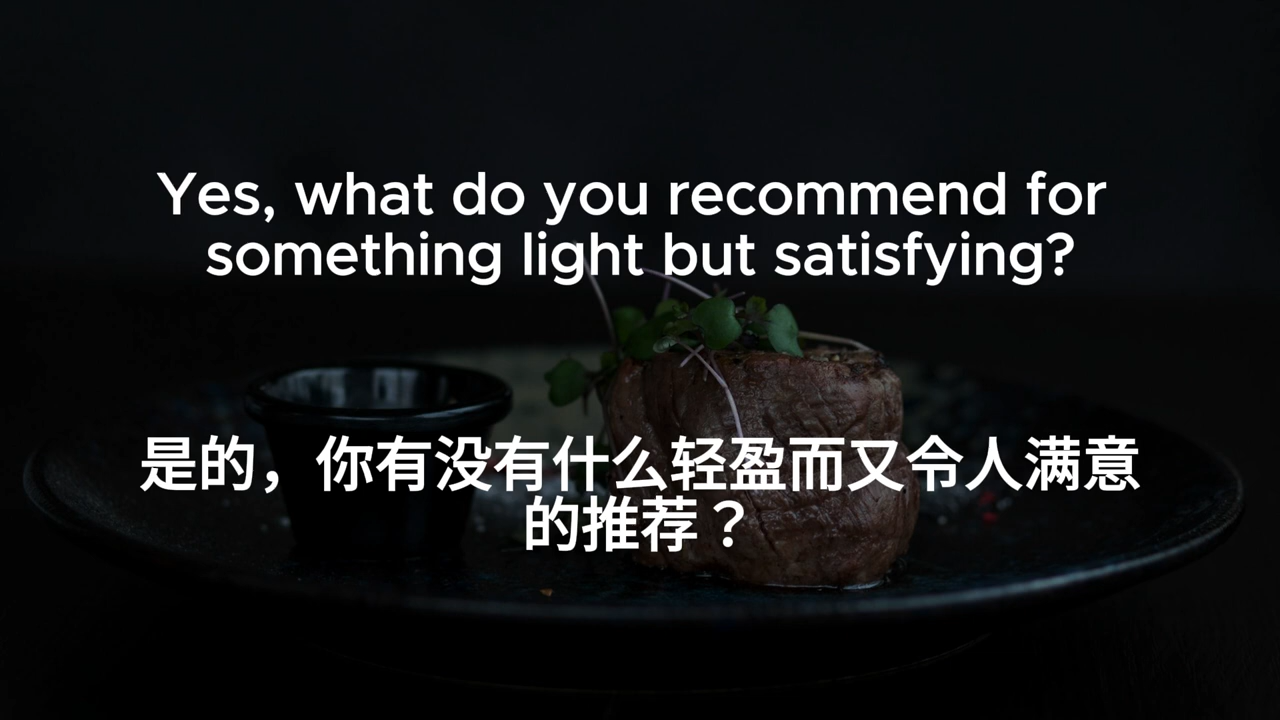 Yes, what do you recommend for
something light but satisfying?
是的，你有没有什么轻盈而又令人满意
的推荐？